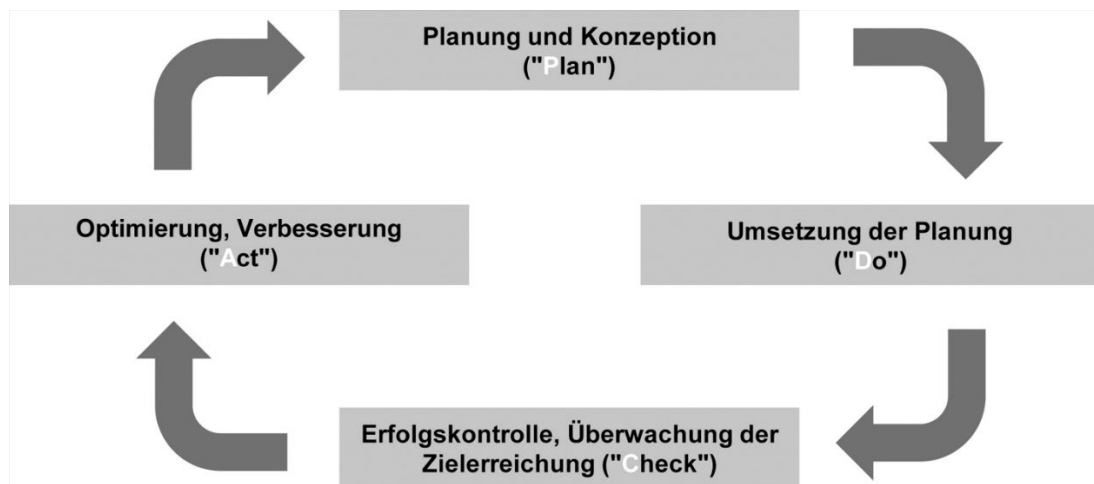 Planung und Konzeption
("Plan")
Optimierung, Verbesserung
("Act")
Umsetzung der Planung
("Do")
Erfolgskontrolle, Überwachung der
Zielerreichung ("Check")